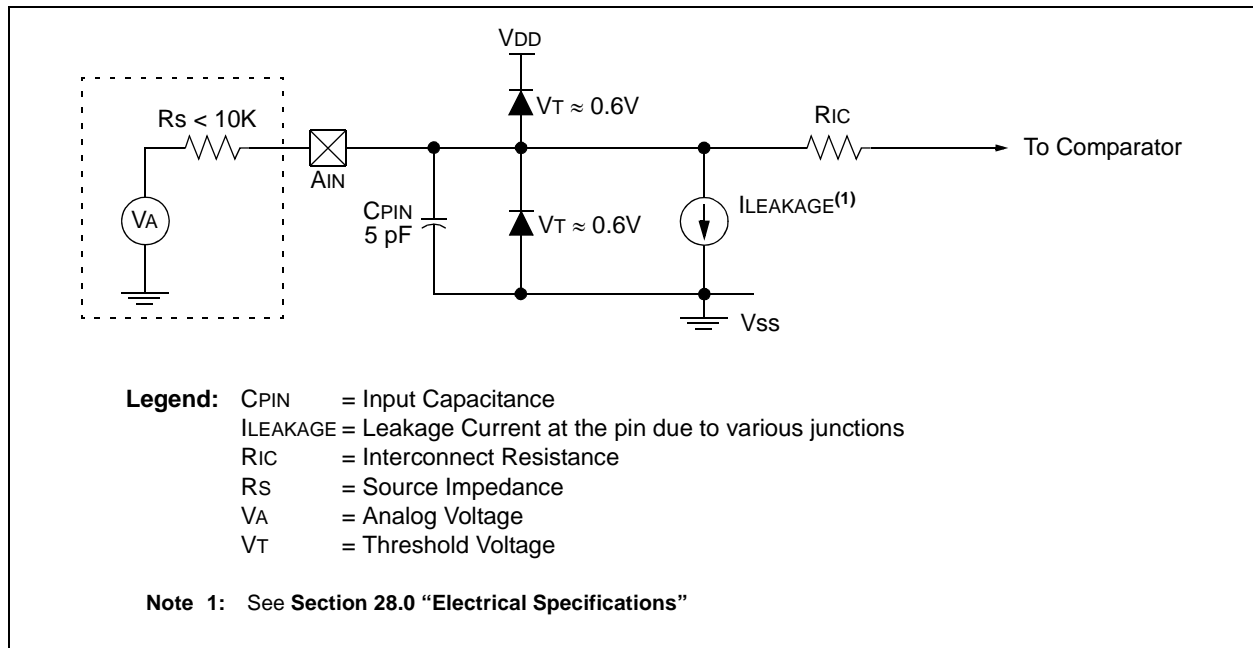 VDD
VT ≈ 0.6V
Rs < 10K
RIC
To Comparator
AIN
ILEAKAGE(1)
CPIN
5 pF
VT ≈ 0.6V
VA
Vss
Legend: CPIN = Input Capacitance
ILEAKAGE = Leakage Current at the pin due to various junctions
RIC = Interconnect Resistance
RS = Source Impedance
VA = Analog Voltage
VT = Threshold Voltage
Note 1: See Section 28.0 “Electrical Specifications”